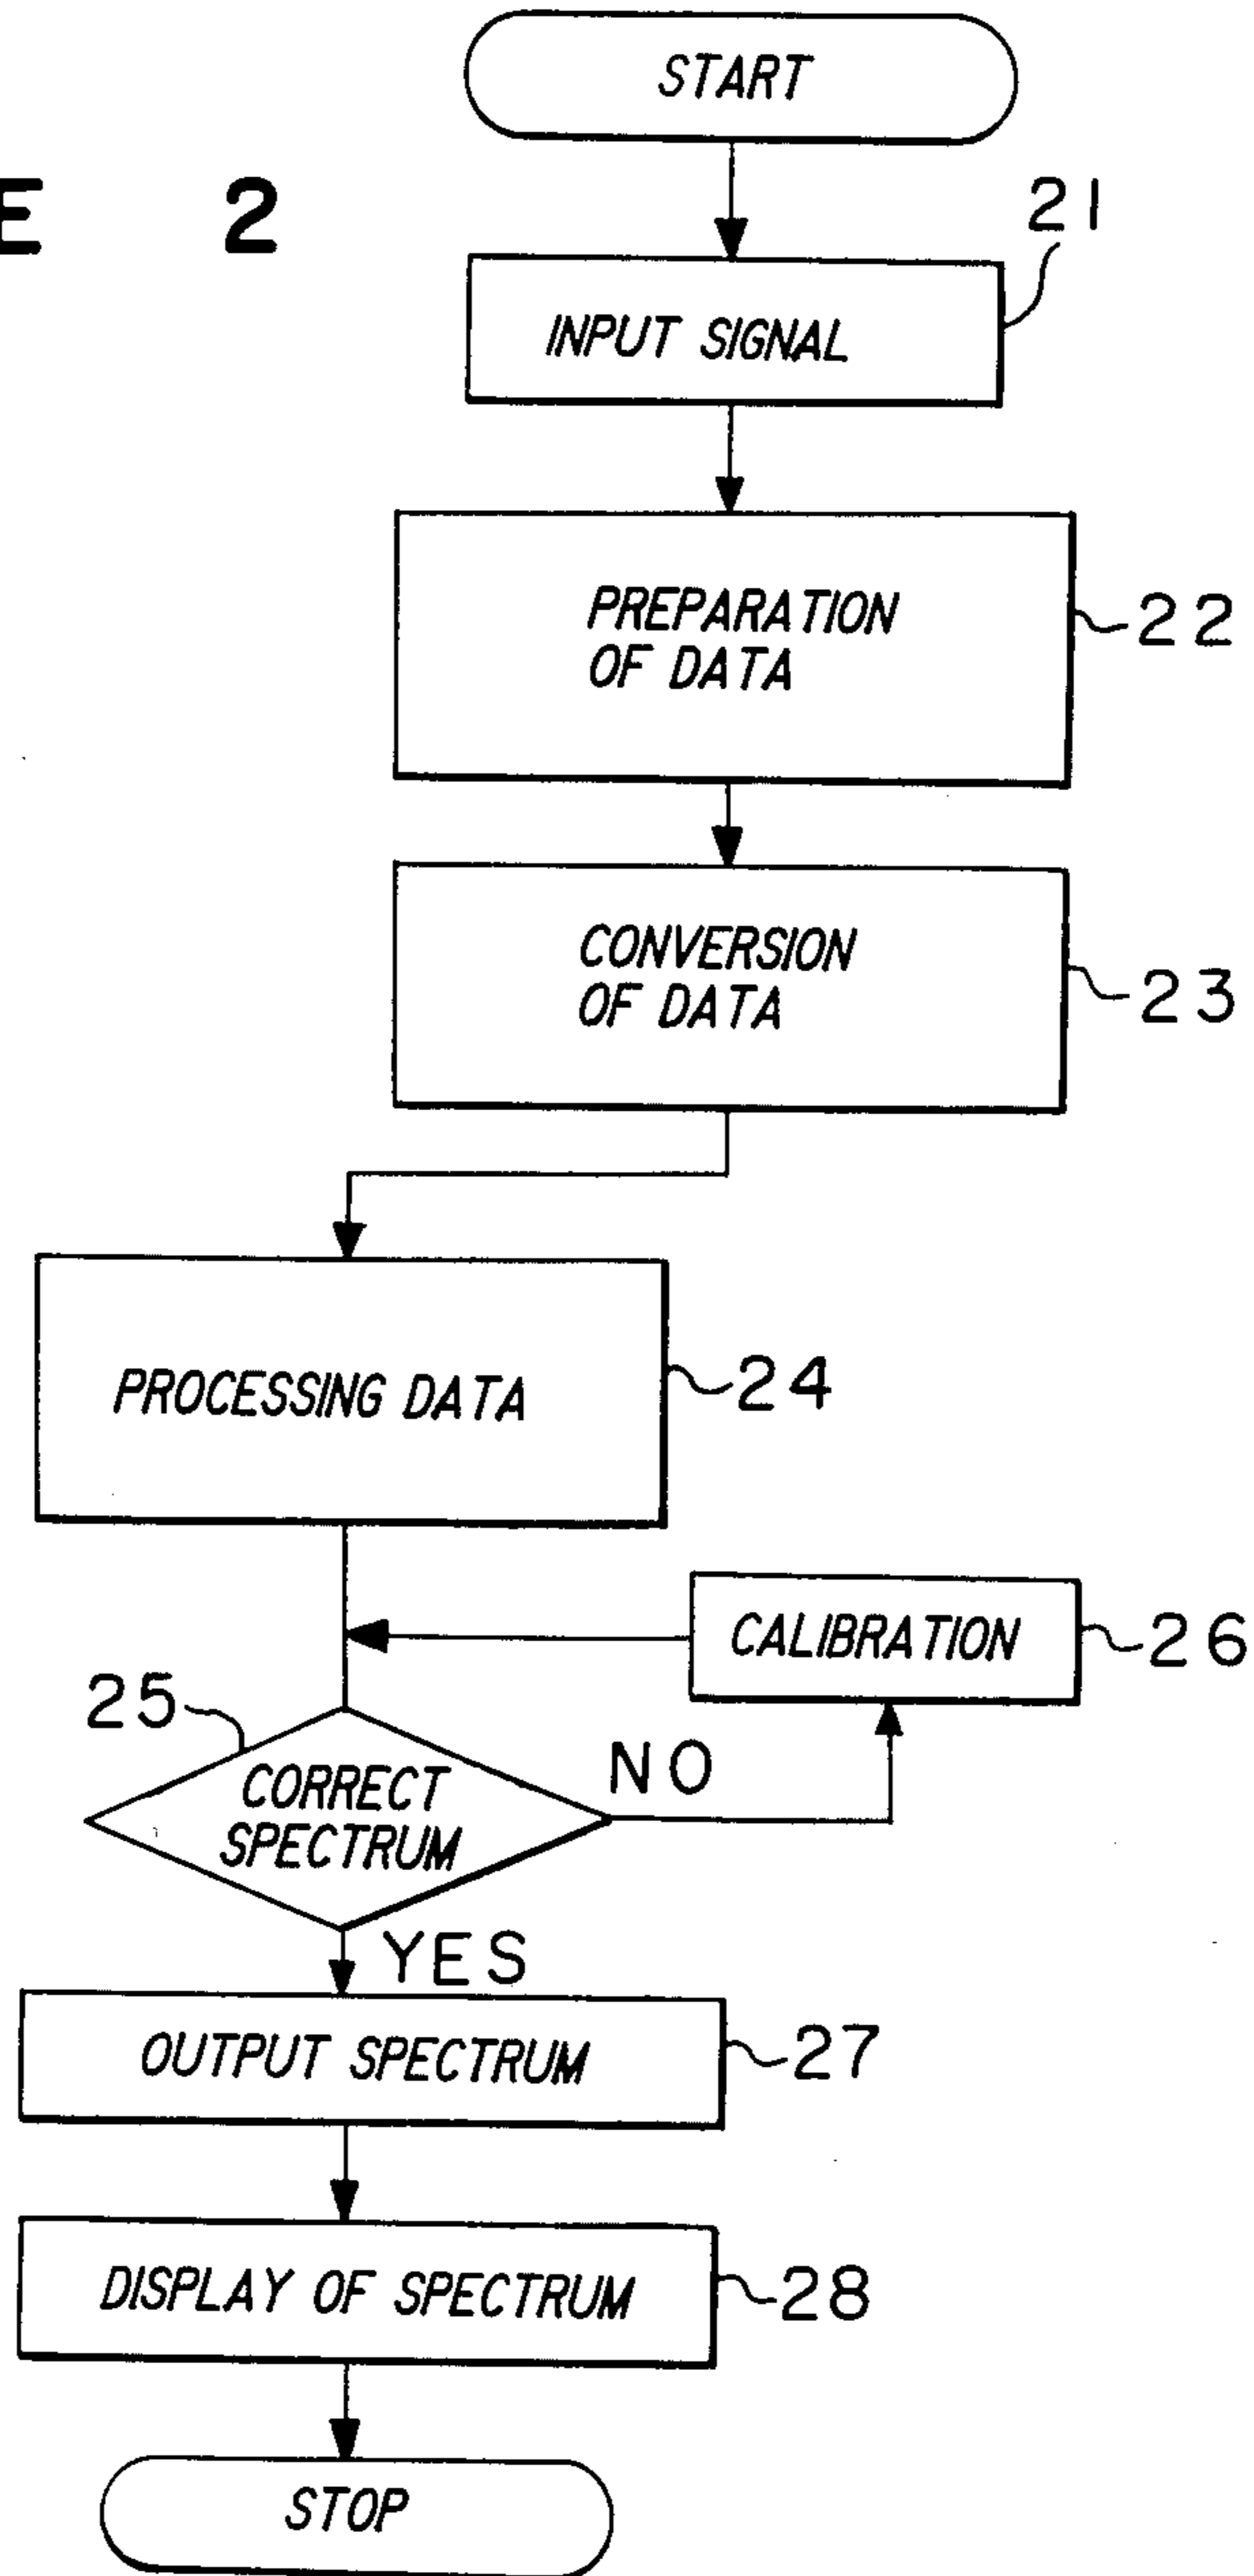 START
E 2
21
INPUT SIGNAL
PREPARATION
OF DATA
22
CONVERSION
OF DATA
23
PROCESSING DATA
24
CALIBRATION
26
25
CORRECT
SPECTRUM
NO
YES
OUTPUT SPECTRUM
27
DISPLAY OF SPECTRUM
28
STOP